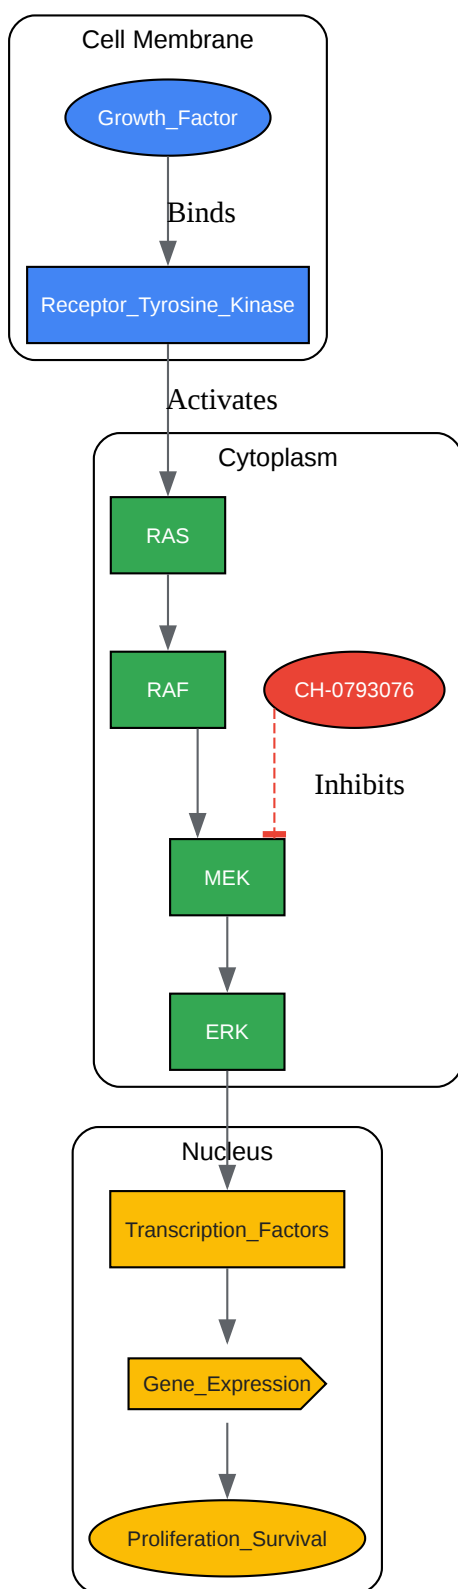 Cell Membrane
Growth_Factor
Binds
Receptor_Tyrosine_Kinase
Activates
Cytoplasm
RAS
RAF
CH-0793076
Inhibits
MEK
ERK
Nucleus
Transcription_Factors
Gene_Expression
Proliferation_Survival